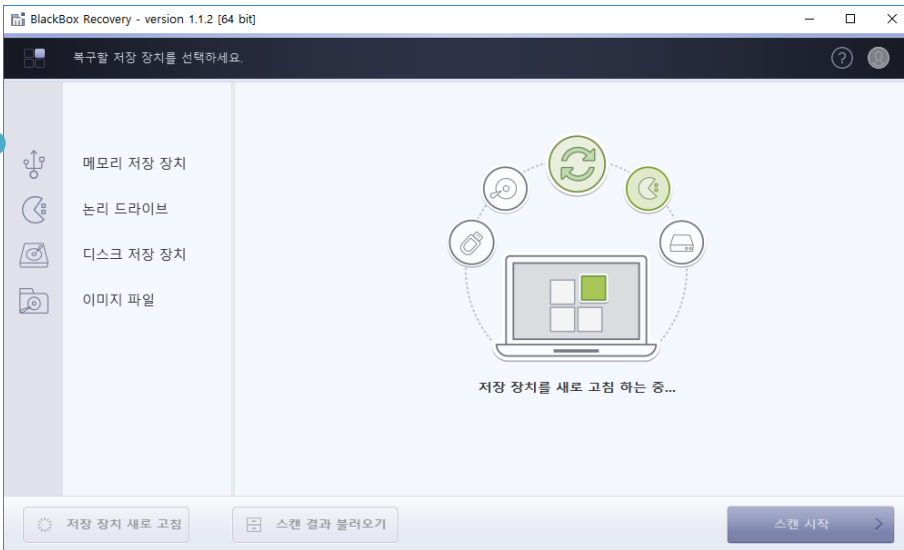 BlackBox Recovery - version 1.1.2 [64 bit]
복구할 저장 장치를 선택하세요.
메모리 저장 장치
논리 드라이브
디스크 저장 장치
이미지 파일
저장 장치를 새로 고침 하는 중...
저장 장치 새로 고침
스캔 결과 불러오기
스캔 시작